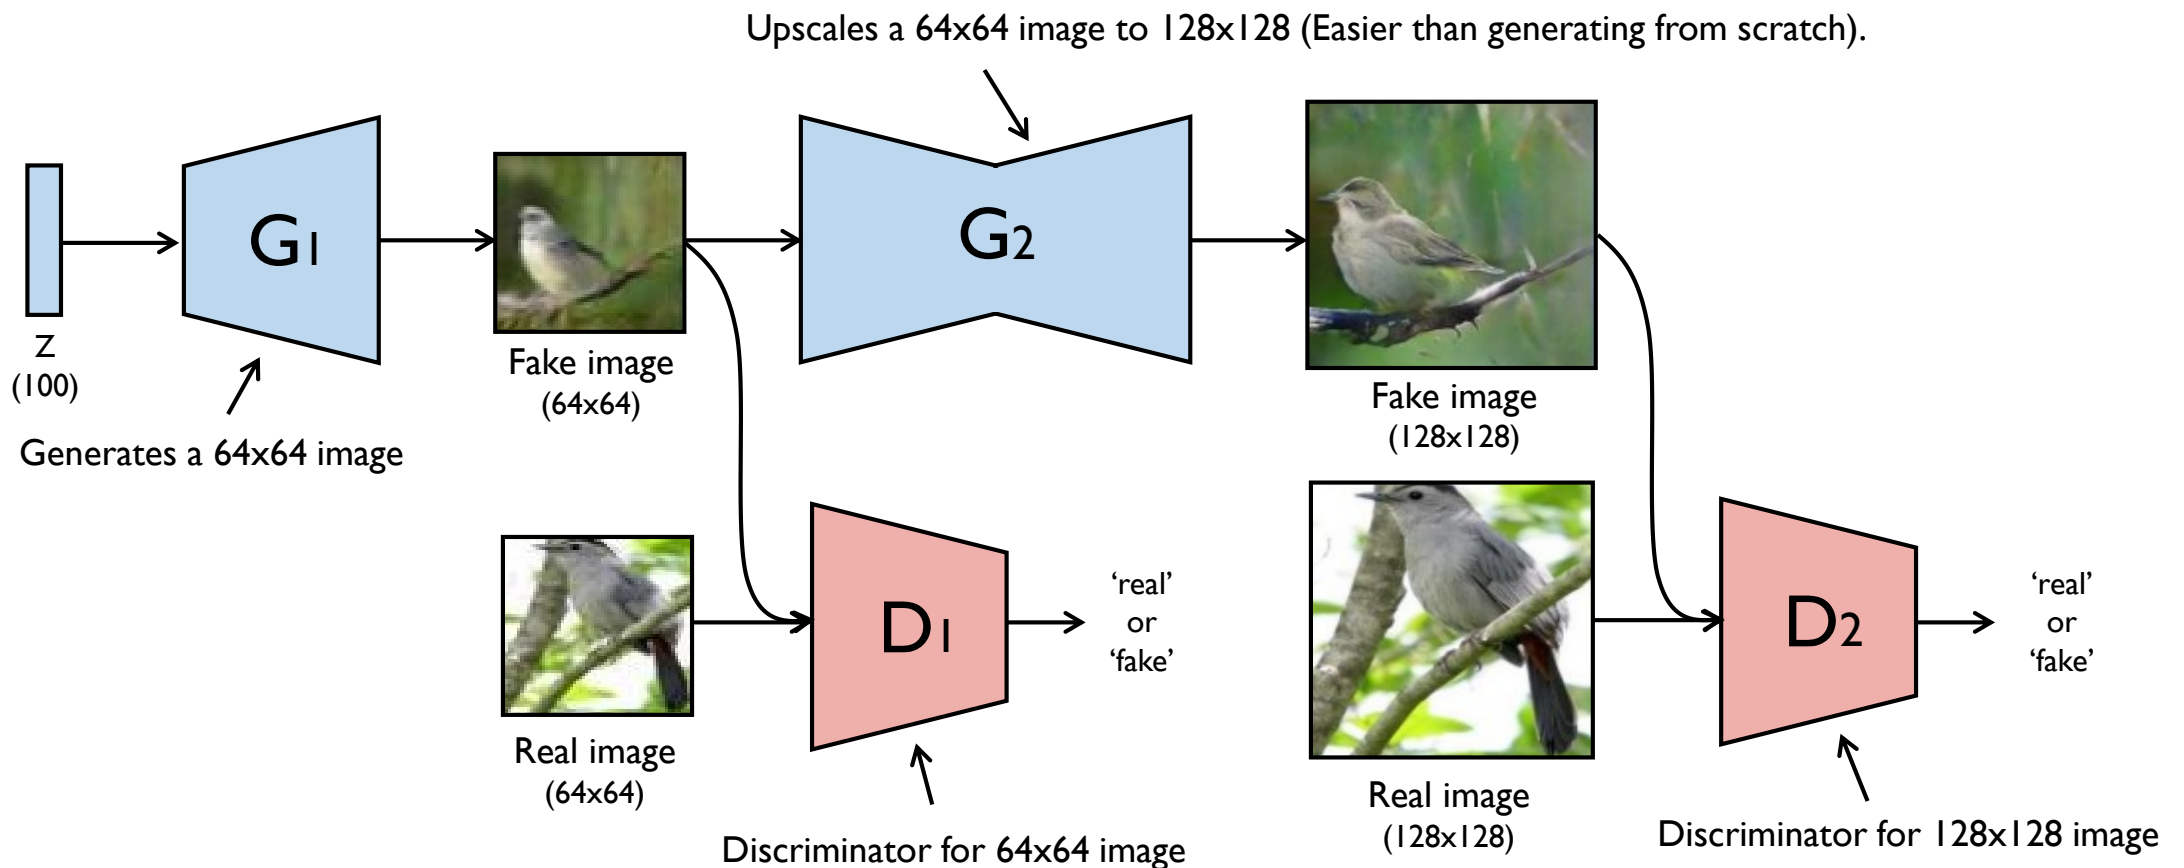 Upscales a 64x64 image to 128x128 (Easier than generating from scratch).
G1
G2
Z
(100)
Fake image
(64x64)
Fake image
(128x128)
Generates a 64x64 image
D1
‘real’
or
‘fake’
D2
‘real’
or
‘fake’
Real image
(64x64)
Real image
(128x128)
Discriminator for 64x64 image
Discriminator for 128x128 image